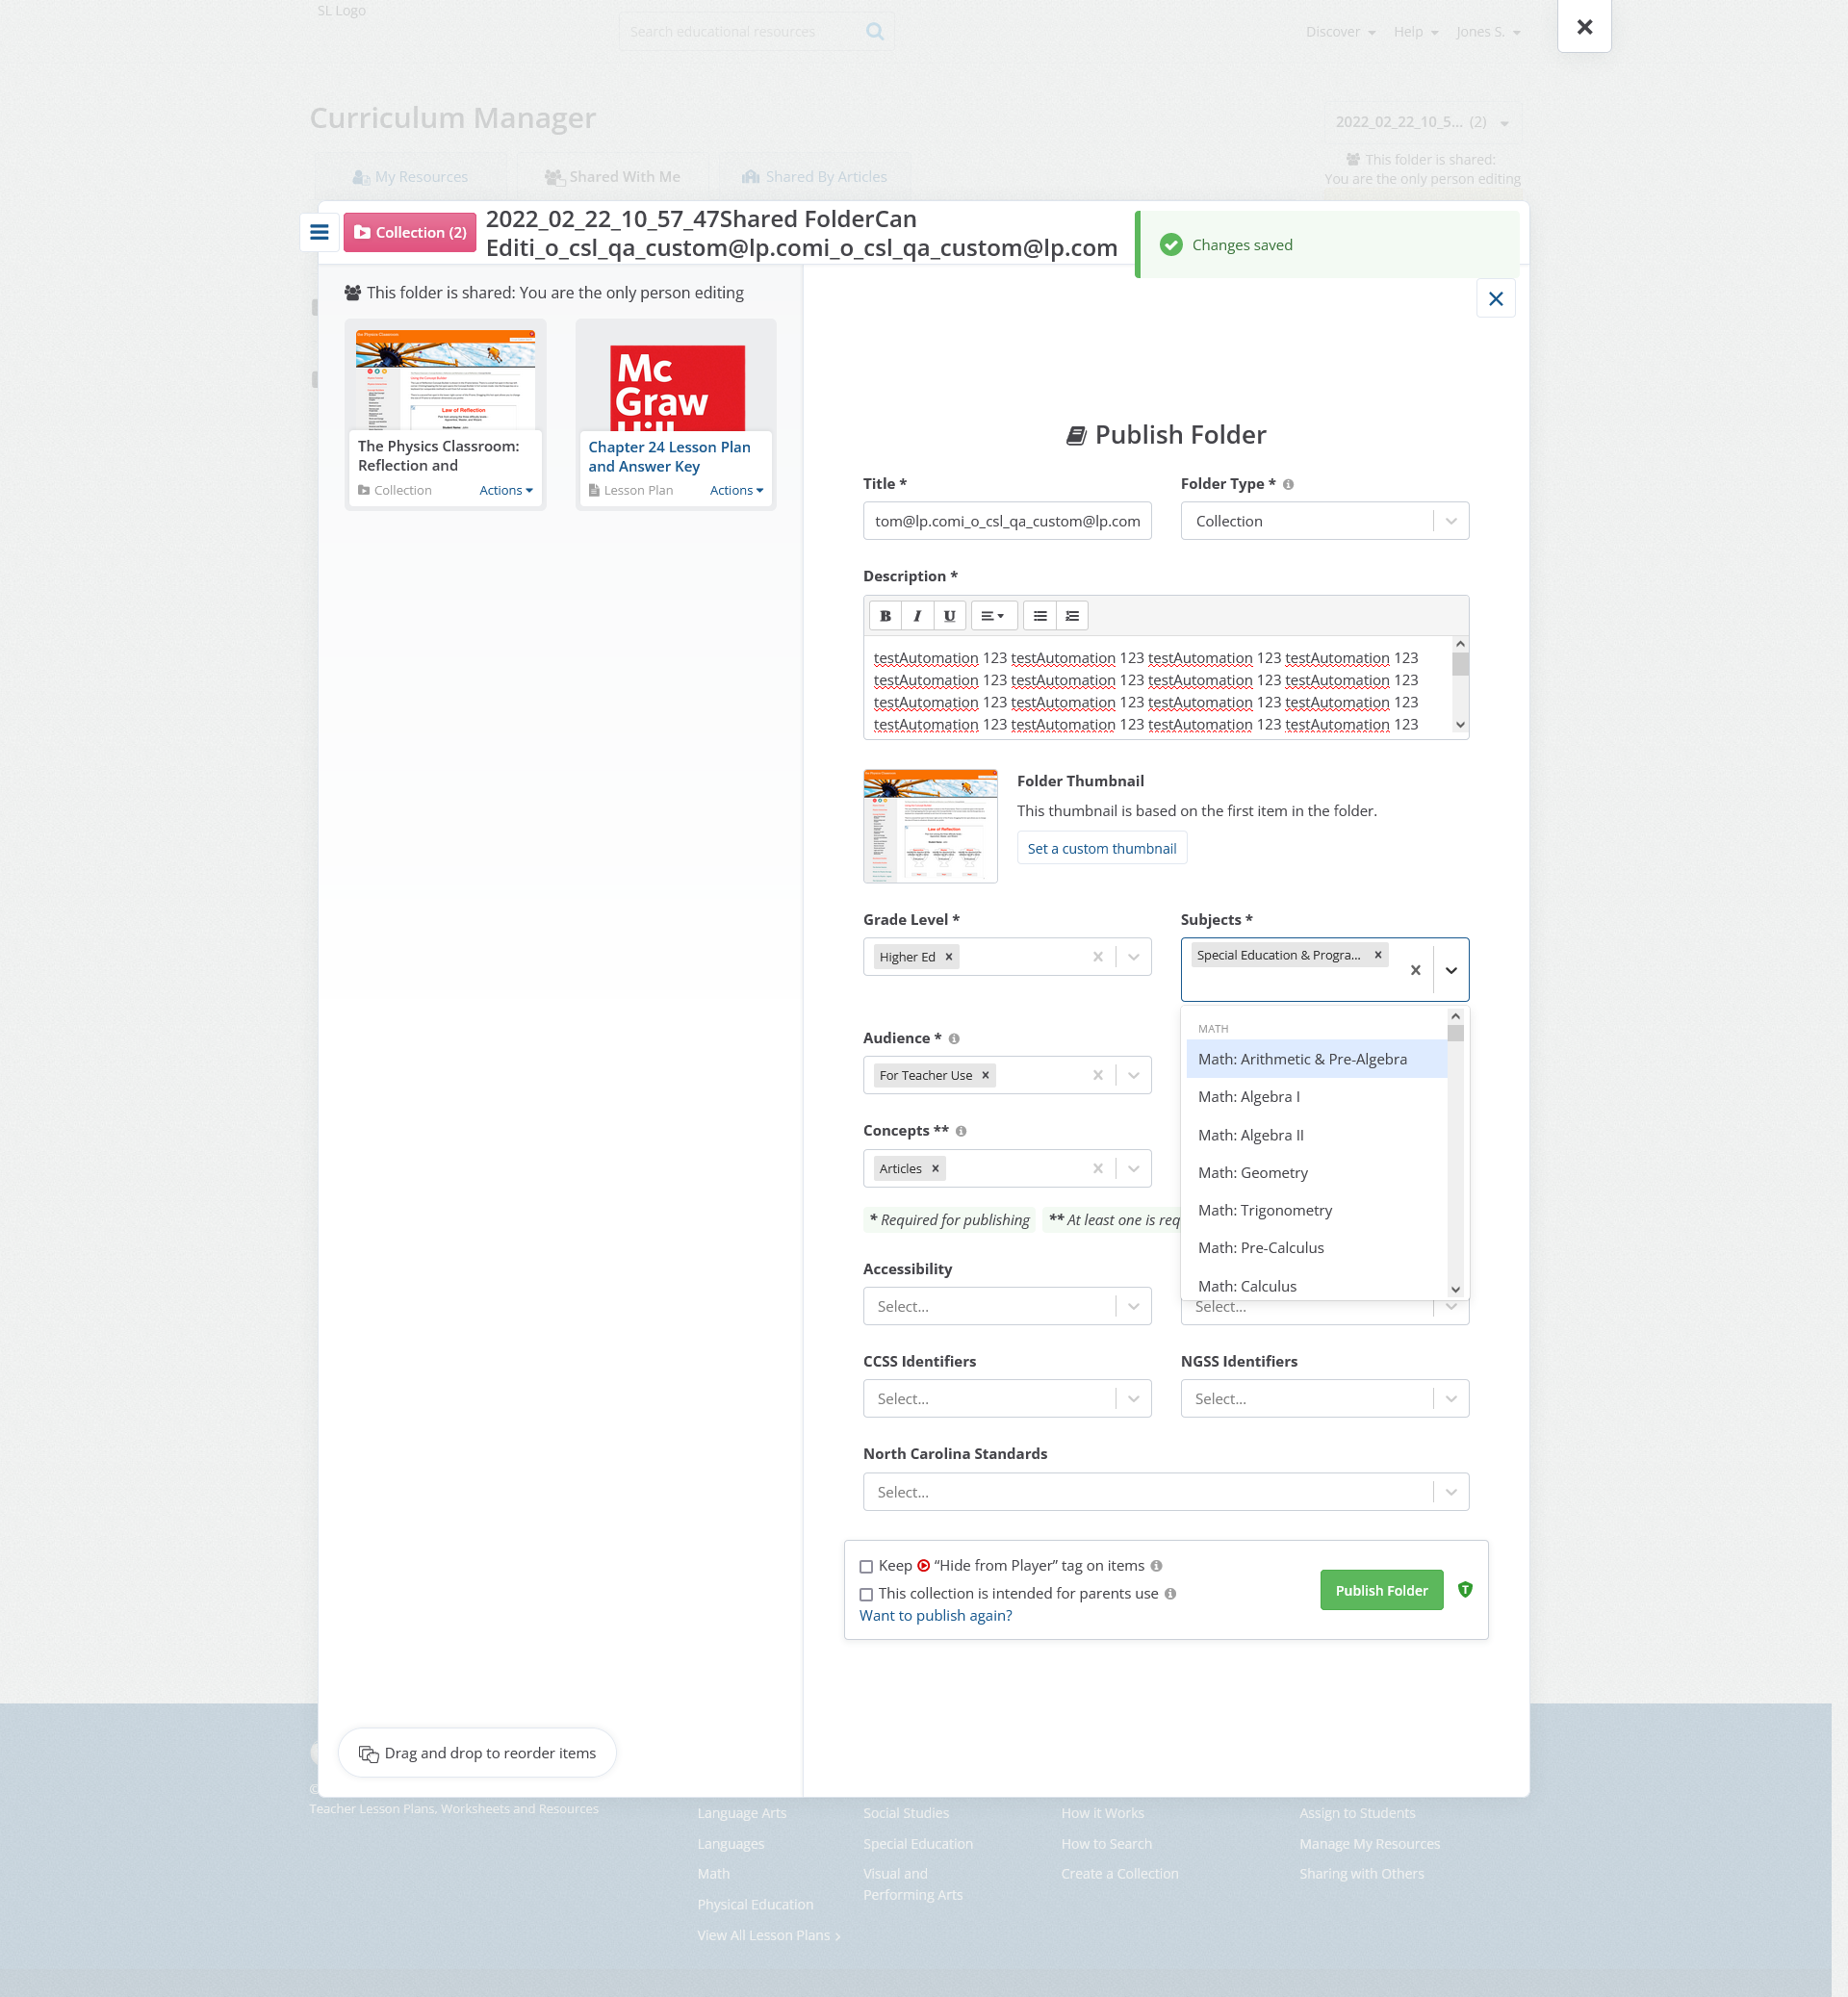 SL Logo
Search educational resources
Discover
Help
Jones S.
Curriculum Manager
2022_02_22_10_5... (2)
My Resources
Shared With Me
Shared By Articles
This folder is shared:
You are the only person editing
Collection (2)
2022_02_22_10_57_47Shared FolderCan
Editi_o_csl_qa_custom@lp.comi_o_csl_qa_custom@lp.com
Changes saved
This folder is shared: You are the only person editing
Mc
Graw
Hill
Law of Reflection
The Physics Classroom:
Reflection and
Collection
Actions
Chapter 24 Lesson Plan
and Answer Key
Lesson Plan
Actions
Publish Folder
Title *
Folder Type *
tom@lp.comi_o_csl_qa_custom@lp.com
Collection
Description *
B I U
testAutomation 123 testAutomation 123 testAutomation 123 testAutomation 123
testAutomation 123 testAutomation 123 testAutomation 123 testAutomation 123
testAutomation 123 testAutomation 123 testAutomation 123 testAutomation 123
testAutomation 123 testAutomation 123 testAutomation 123 testAutomation 123
Law of Reflection
Folder Thumbnail
This thumbnail is based on the first item in the folder.
Set a custom thumbnail
Grade Level *
Subjects *
Higher Ed
Special Education & Progra...
MATH
Math: Arithmetic & Pre-Algebra
Math: Algebra I
Math: Algebra II
Math: Geometry
Math: Trigonometry
Math: Pre-Calculus
Math: Calculus
Audience *
For Teacher Use
Concepts **
Articles
* Required for publishing
** At least one is req
Accessibility
Select...
Select...
CCSS Identifiers
NGSS Identifiers
Select...
Select...
North Carolina Standards
Select...
Keep "Hide from Player" tag on items
This collection is intended for parents use
Want to publish again?
Publish Folder
T
Drag and drop to reorder items
©
Teacher Lesson Plans, Worksheets and Resources
Language Arts
Languages
Math
Physical Education
View All Lesson Plans
Social Studies
Special Education
Visual and
Performing Arts
How it Works
How to Search
Create a Collection
Assign to Students
Manage My Resources
Sharing with Others